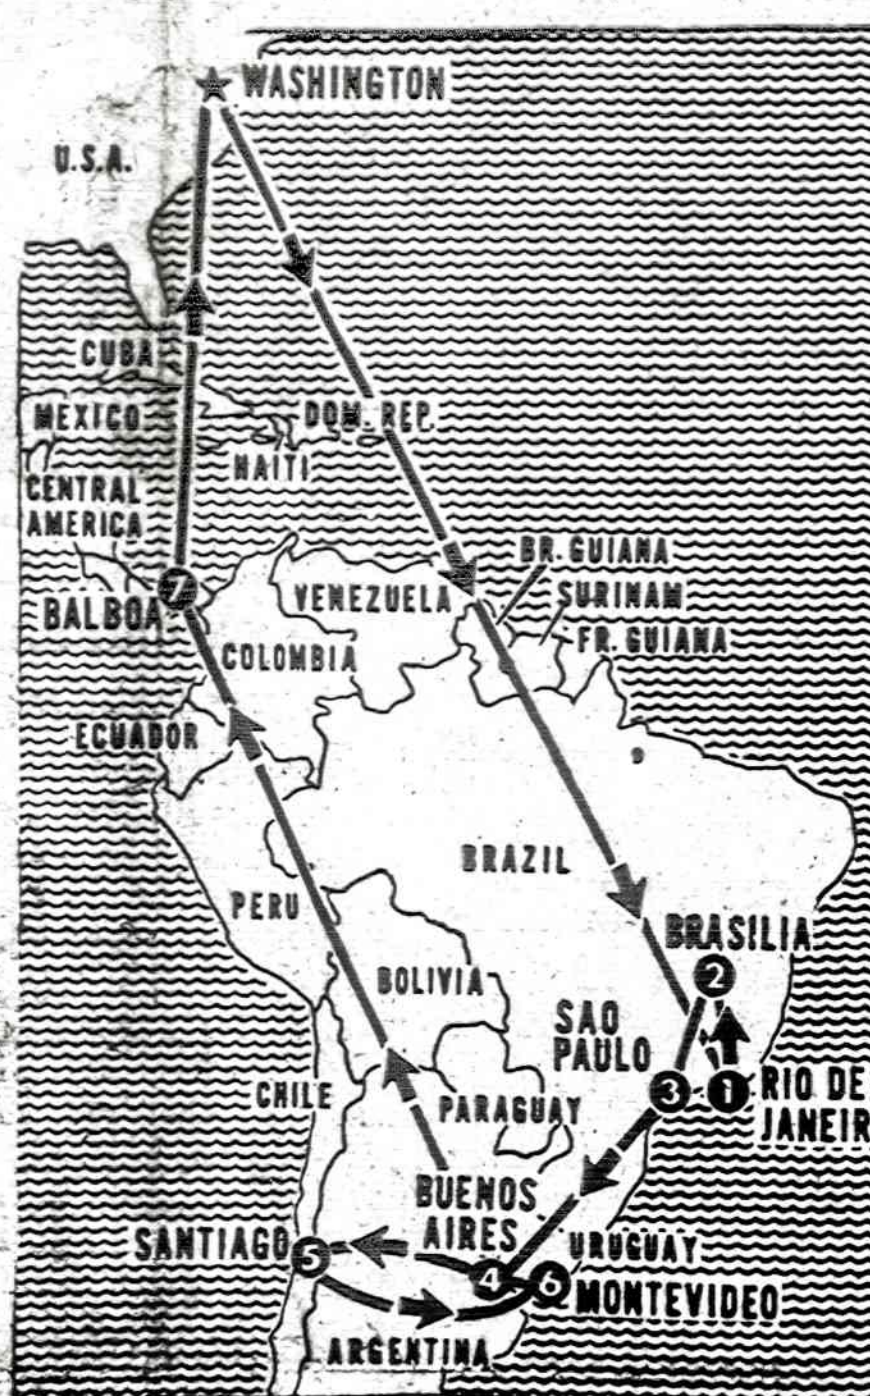 WASHINGTON
U.S.A.
CUBA
MEXICO
DOM. REP.
HAITI
CENTRAL
AMERICA
BR. GUIANA
7
VENEZUELA
SURINAM
BALBOA
FR. GUIANA
COLOMBIA
ECUADOR
BRAZIL
PERU
BRASILIA
2
BOLIVIA
SAO
PAULO
3
1
RIO DE
JANEIR
CHILE
PARAGUAY
BUENOS
AIRES
SANTIAGO
5
URUGUAY
4
6
MONTEVIDEO
ARGENTINA